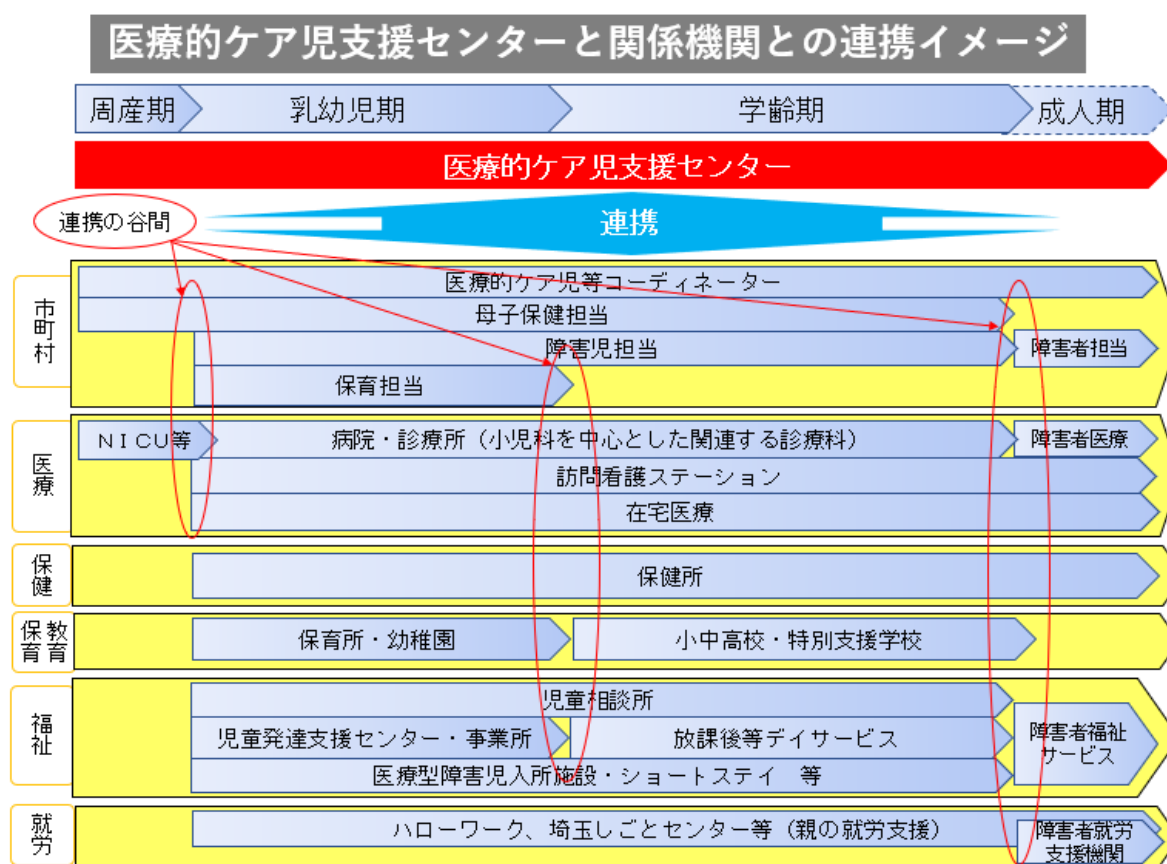 医療的ケア児支援センターと関係機関との連携イメージ
周産期
乳幼児期
学齢期
成人期
医療的ケア児支援センター
連携の谷間
連携
市町村
医療的ケア児等コーディネーター
母子保健担当
障害児担当
障害者担当
保育担当
医療
NICU等
病院・診療所（小児科を中心とした関連する診療科）
障害者医療
訪問看護ステーション
在宅医療
保健
保健所
保育
教育
保育所・幼稚園
小中高校・特別支援学校
福祉
児童相談所
児童発達支援センター・事業所
放課後等デイサービス
障害者福祉
サービス
医療型障害児入所施設・ショートステイ　等
就労
ハローワーク、埼玉しごとセンター等（親の就労支援）
障害者就労
支援機関